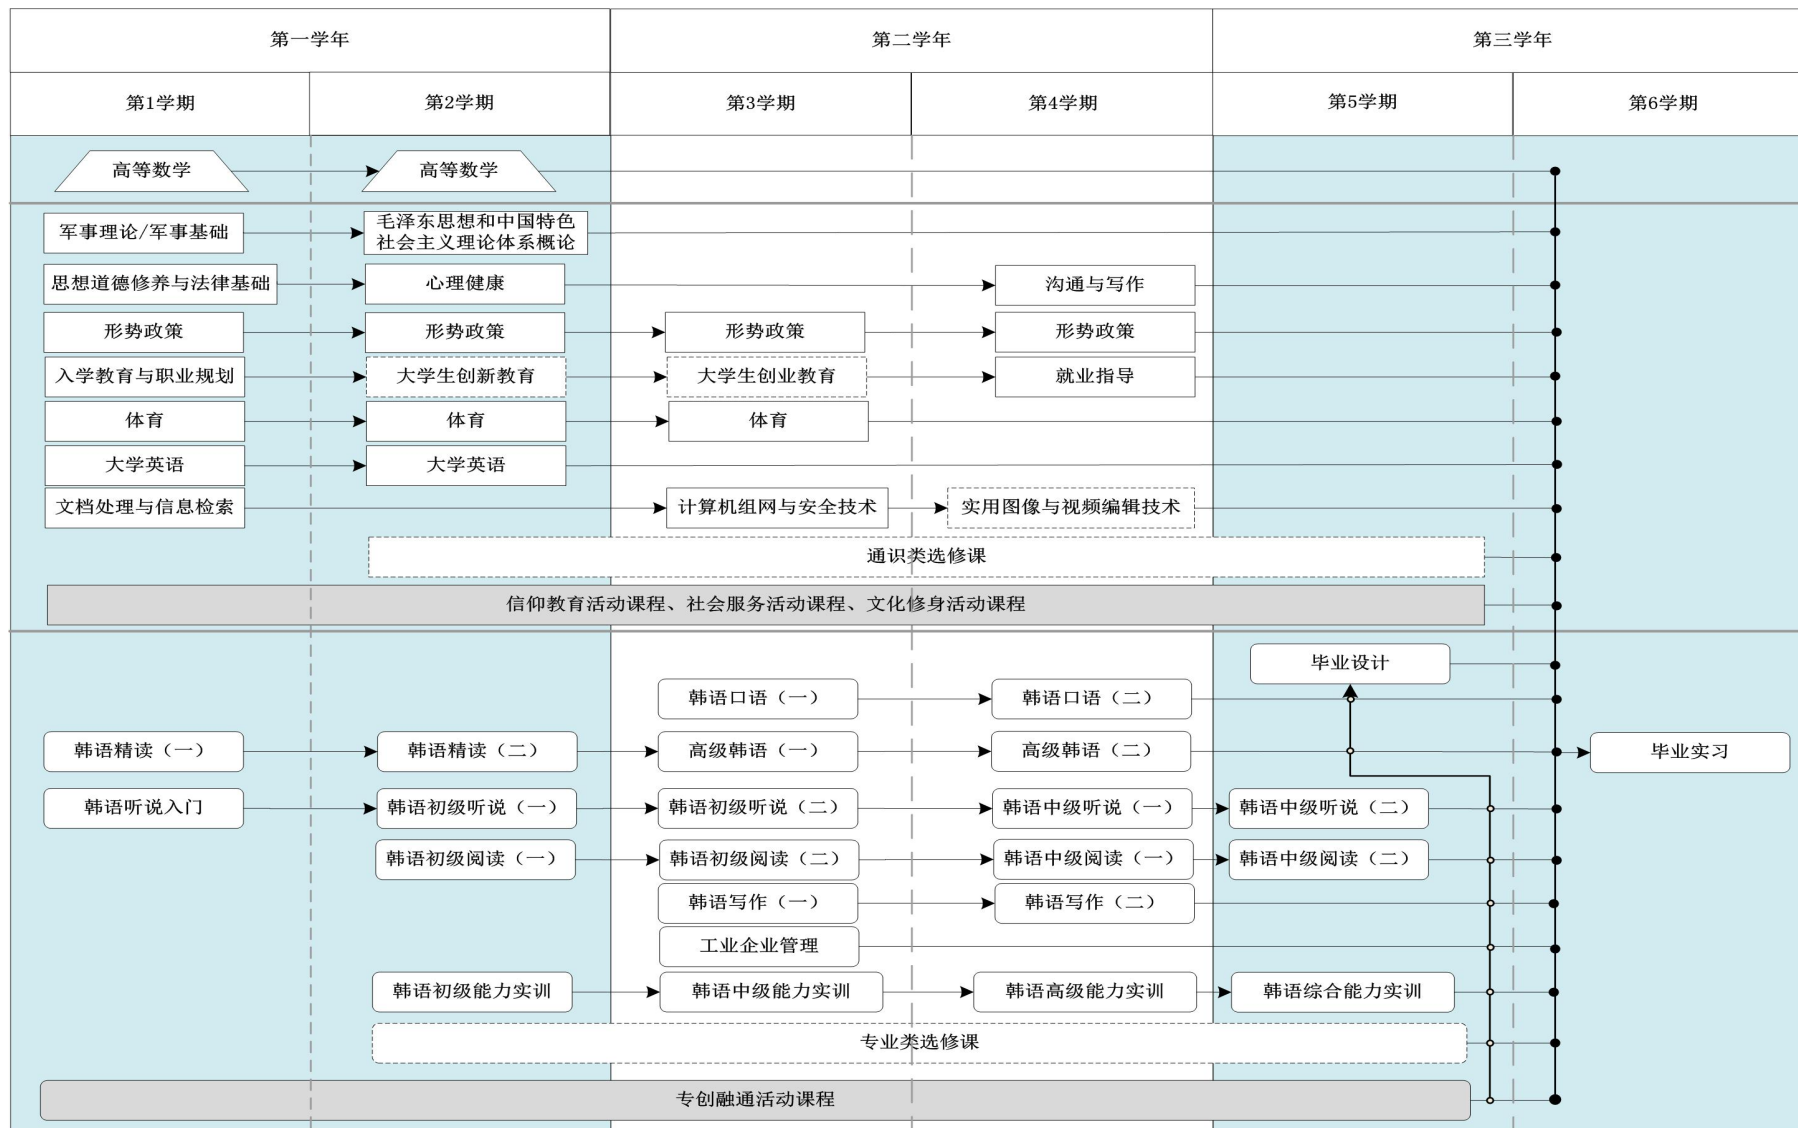 第一学年
第二学年
第三学年
第1学期
第2学期
第3学期
第4学期
第5学期
第6学期
高等数学
高等数学
军事理论/军事基础
毛泽东思想和中国特色
社会主义理论体系概论
思想道德修养与法律基础
心理健康
沟通与写作
形势政策
形势政策
形势政策
形势政策
入学教育与职业规划
大学生创新教育
大学生创业教育
就业指导
体育
体育
体育
大学英语
大学英语
文档处理与信息检索
计算机组网与安全技术
实用图像与视频编辑技术
通识类选修课
信仰教育活动课程、社会服务活动课程、文化修身活动课程
毕业设计
韩语口语（一）
韩语口语（二）
韩语精读（一）
韩语精读（二）
高级韩语（一）
高级韩语（二）
毕业实习
韩语听说入门
韩语初级听说（一）
韩语初级听说（二）
韩语中级听说（一）
韩语中级听说（二）
韩语初级阅读（一）
韩语初级阅读（二）
韩语中级阅读（一）
韩语中级阅读（二）
韩语写作（一）
韩语写作（二）
工业企业管理
韩语初级能力实训
韩语中级能力实训
韩语高级能力实训
韩语综合能力实训
专业类选修课
专创融通活动课程